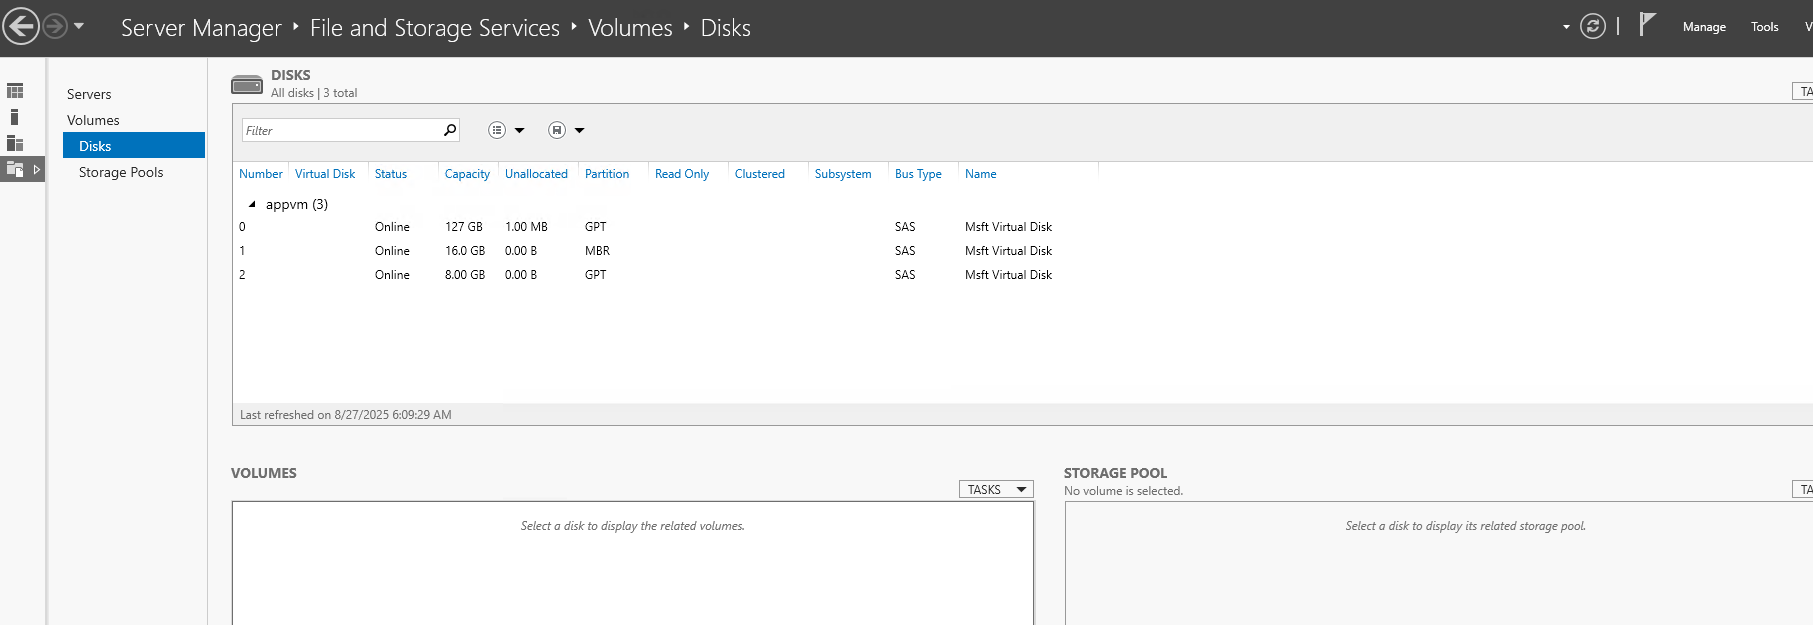 Server Manager ‣ File and Storage Services ‣ Volumes ‣ Disks
Manage
Tools
V
Servers
Volumes
Disks
Storage Pools
DISKS
All disks | 3 total
TA
Filter
Number Virtual Disk Status Capacity Unallocated Partition Read Only Clustered Subsystem Bus Type Name
appvm (3)
0 Online 127 GB 1.00 MB GPT SAS Msft Virtual Disk
1 Online 16.0 GB 0.00 B MBR SAS Msft Virtual Disk
2 Online 8.00 GB 0.00 B GPT SAS Msft Virtual Disk
Last refreshed on 8/27/2025 6:09:29 AM
VOLUMES
TASKS
Select a disk to display the related volumes.
STORAGE POOL
No volume is selected.
TA
Select a disk to display its related storage pool.